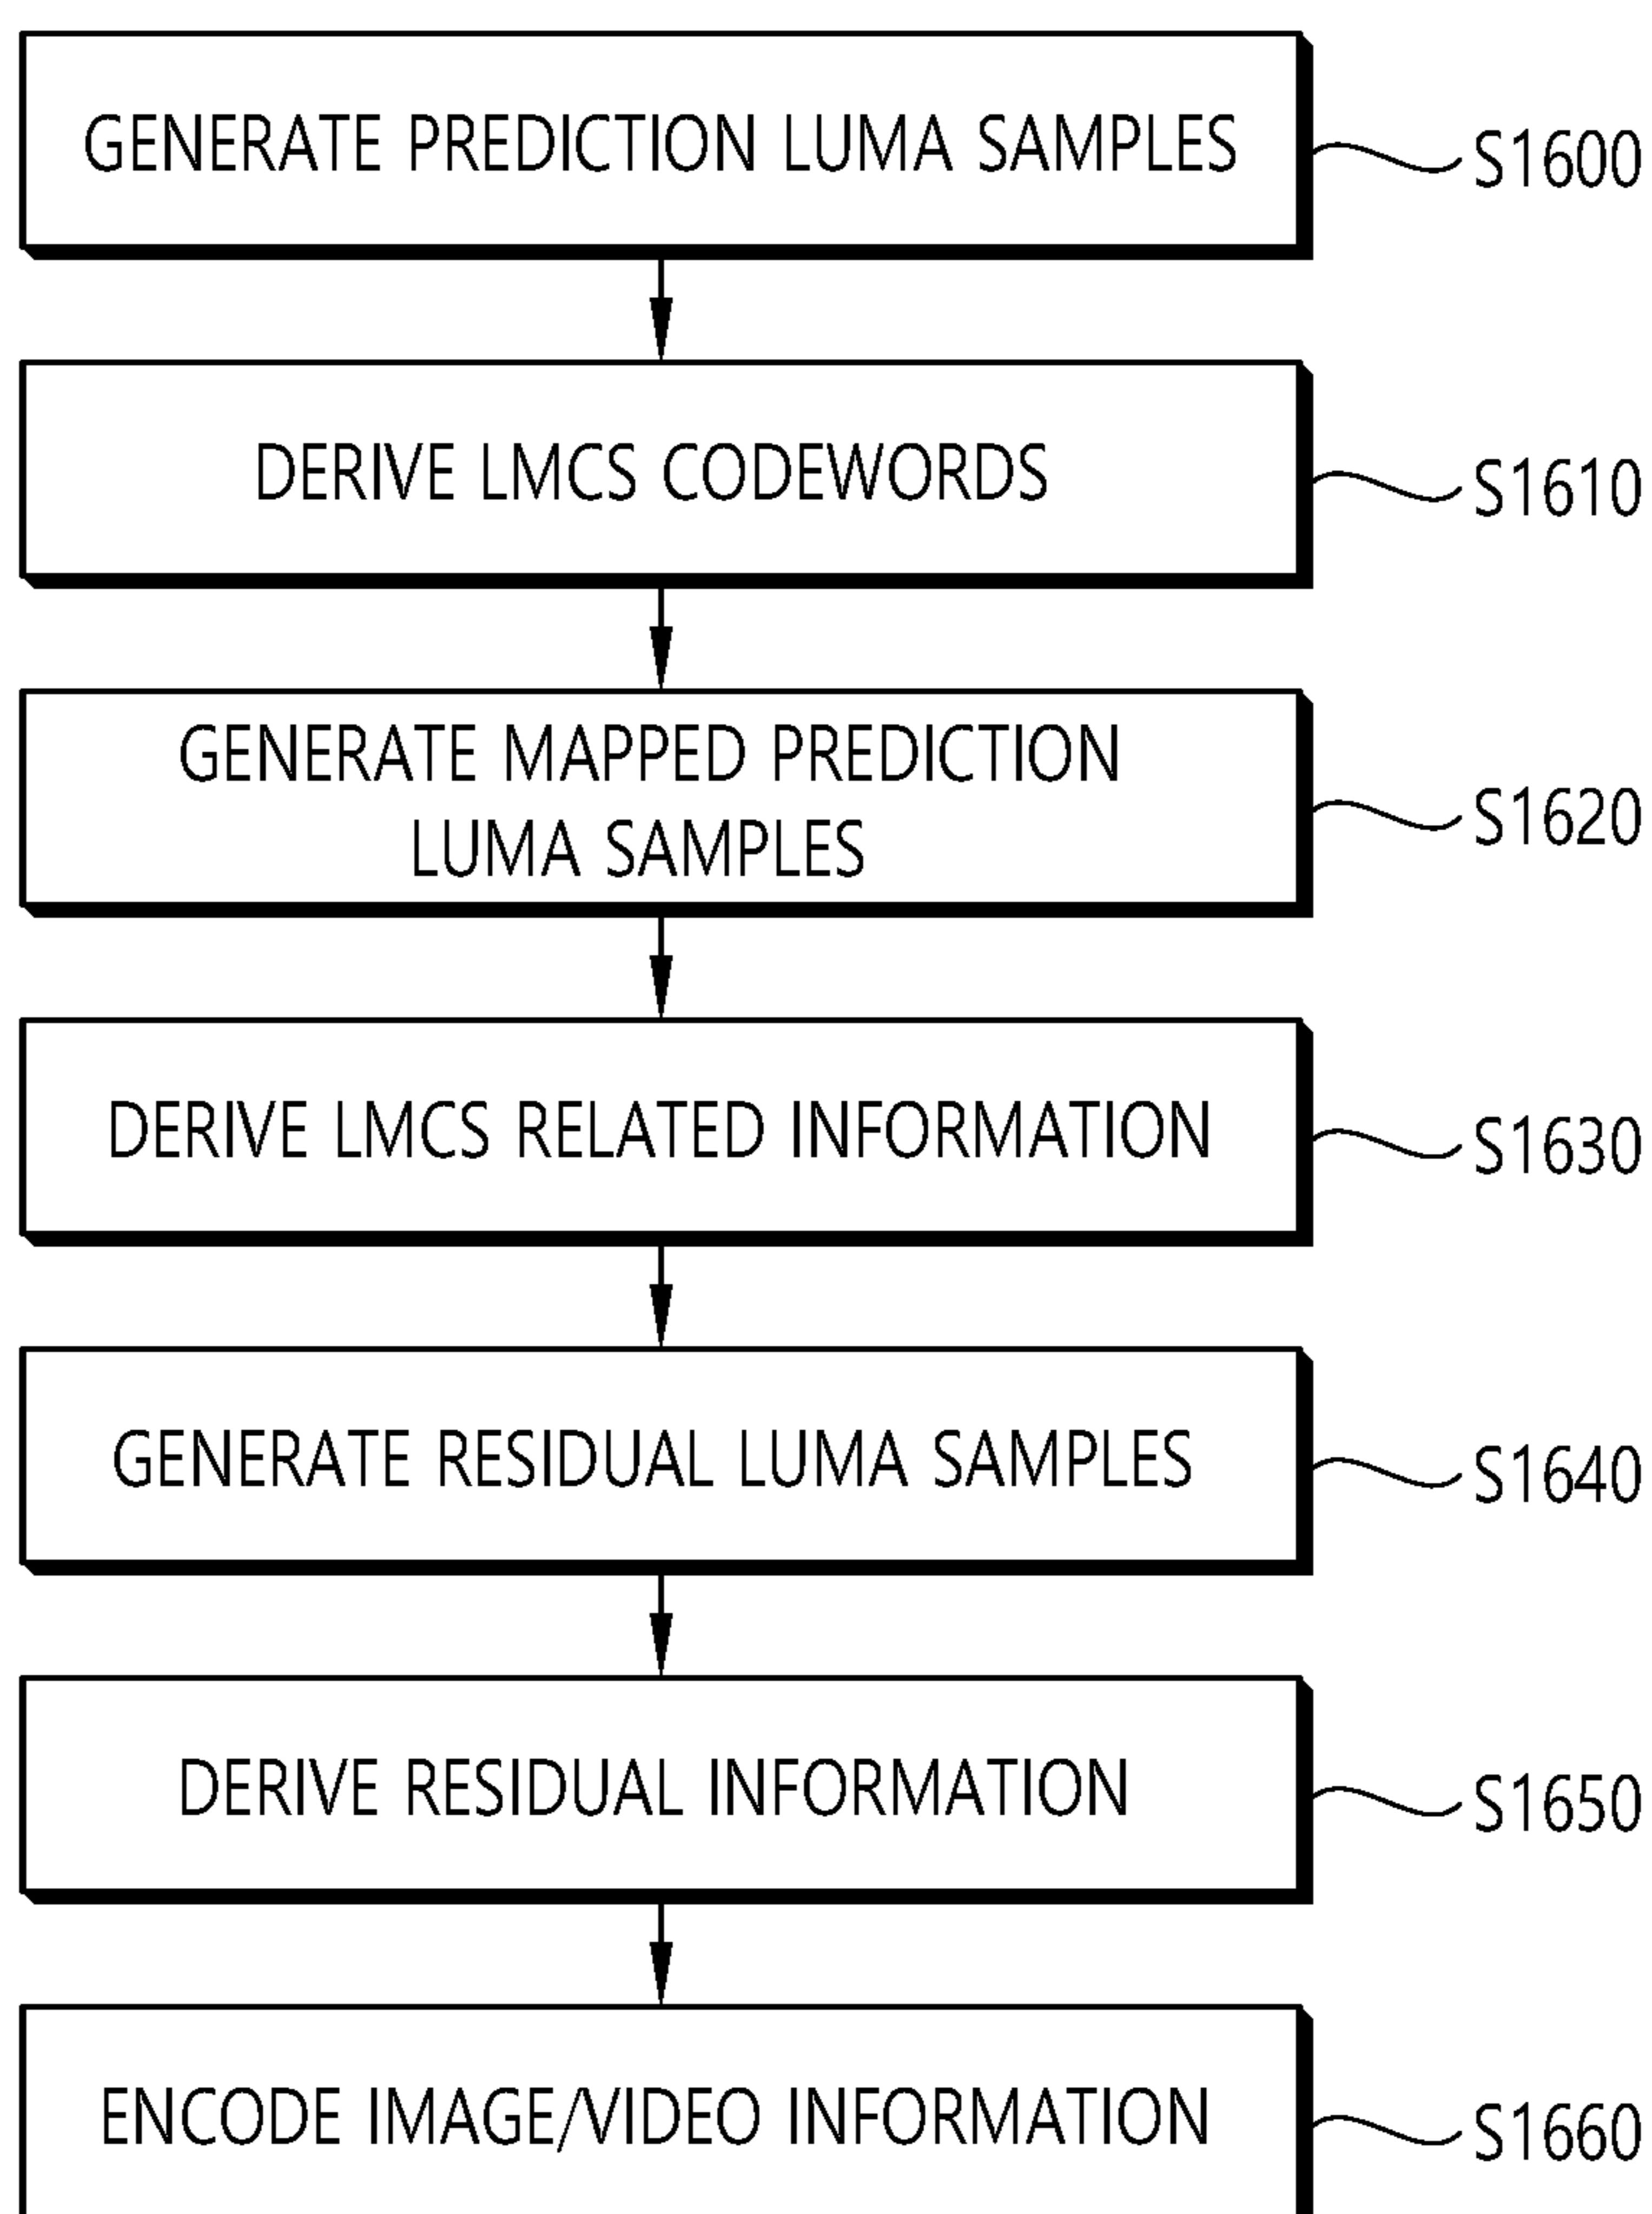 GENERATE PREDICTION LUMA SAMPLES
S1600
DERIVE LMCS CODEWORDS
S1610
GENERATE MAPPED PREDICTION
LUMA SAMPLES
S1620
DERIVE LMCS RELATED INFORMATION
S1630
GENERATE RESIDUAL LUMA SAMPLES
S1640
DERIVE RESIDUAL INFORMATION
S1650
ENCODE IMAGE/VIDEO INFORMATION
S1660